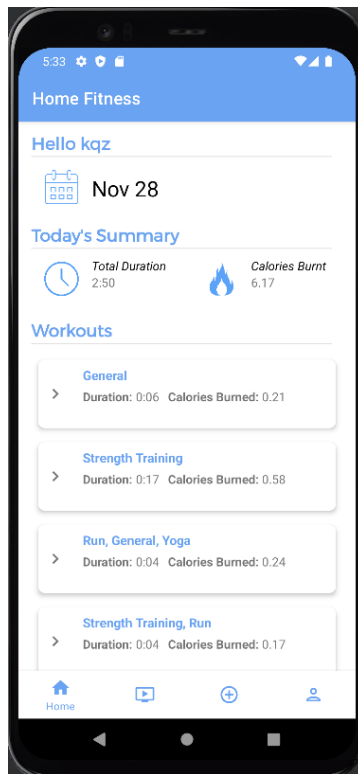 5:33
Home Fitness
Hello kqz
Nov 28
Today's Summary
Total Duration
2:50
Calories Burnt
6.17
Workouts
General
Duration: 0:06 Calories Burned: 0.21
Strength Training
Duration: 0:17 Calories Burned: 0.58
Run, General, Yoga
Duration: 0:04 Calories Burned: 0.24
Strength Training, Run
Duration: 0:04 Calories Burned: 0.17
Home